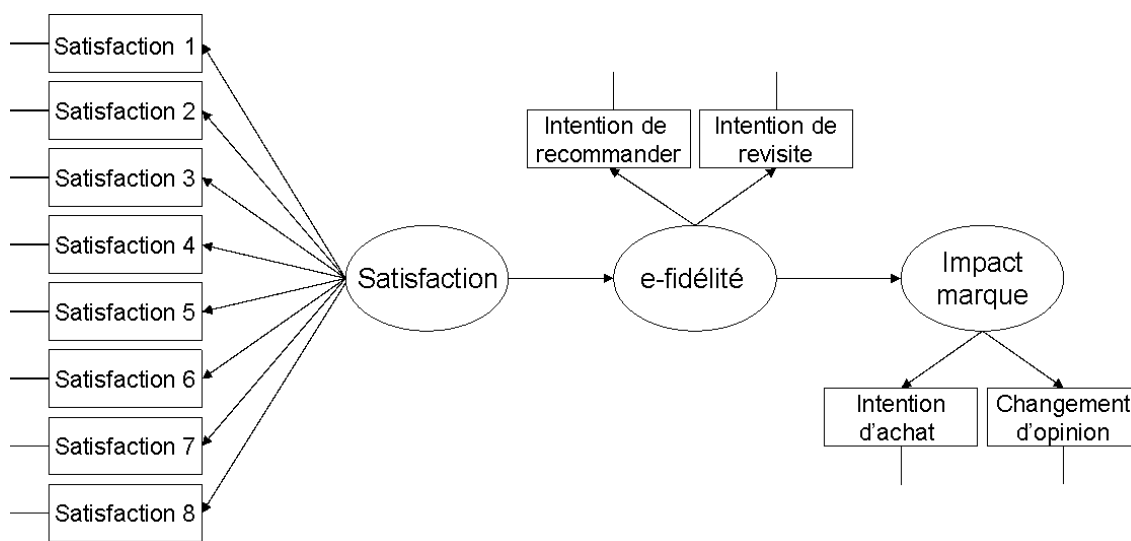 Satisfaction 1
Satisfaction 2
Satisfaction 3
Satisfaction 4
Satisfaction 5
Satisfaction 6
Satisfaction 7
Satisfaction 8
Satisfaction
Intention de
recommander
Intention de
revisite
e-fidélité
Impact
marque
Intention
d'achat
Changement
d'opinion